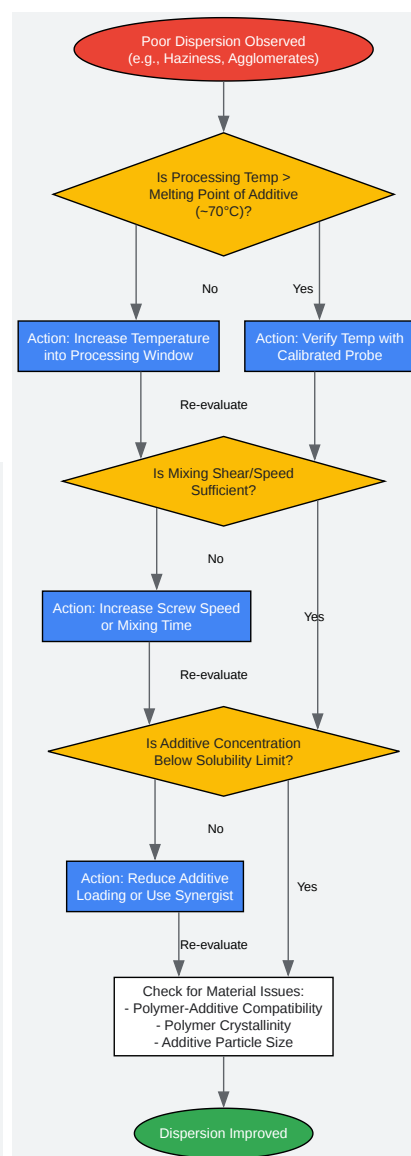 Poor Dispersion Observed
(e.g., Haziness, Agglomerates)
Is Processing Temp >
Melting Point of Additive
(~70°C)?
No
Yes
Action: Increase Temperature
into Processing Window
Action: Verify Temp with
Calibrated Probe
Re-evaluate
Is Mixing Shear/Speed
Sufficient?
No
Action: Increase Screw Speed
or Mixing Time
Yes
Re-evaluate
Is Additive Concentration
Below Solubility Limit?
No
Action: Reduce Additive
Loading or Use Synergist
Yes
Re-evaluate
Check for Material Issues:
- Polymer-Additive Compatibility
- Polymer Crystallinity
- Additive Particle Size
Dispersion Improved